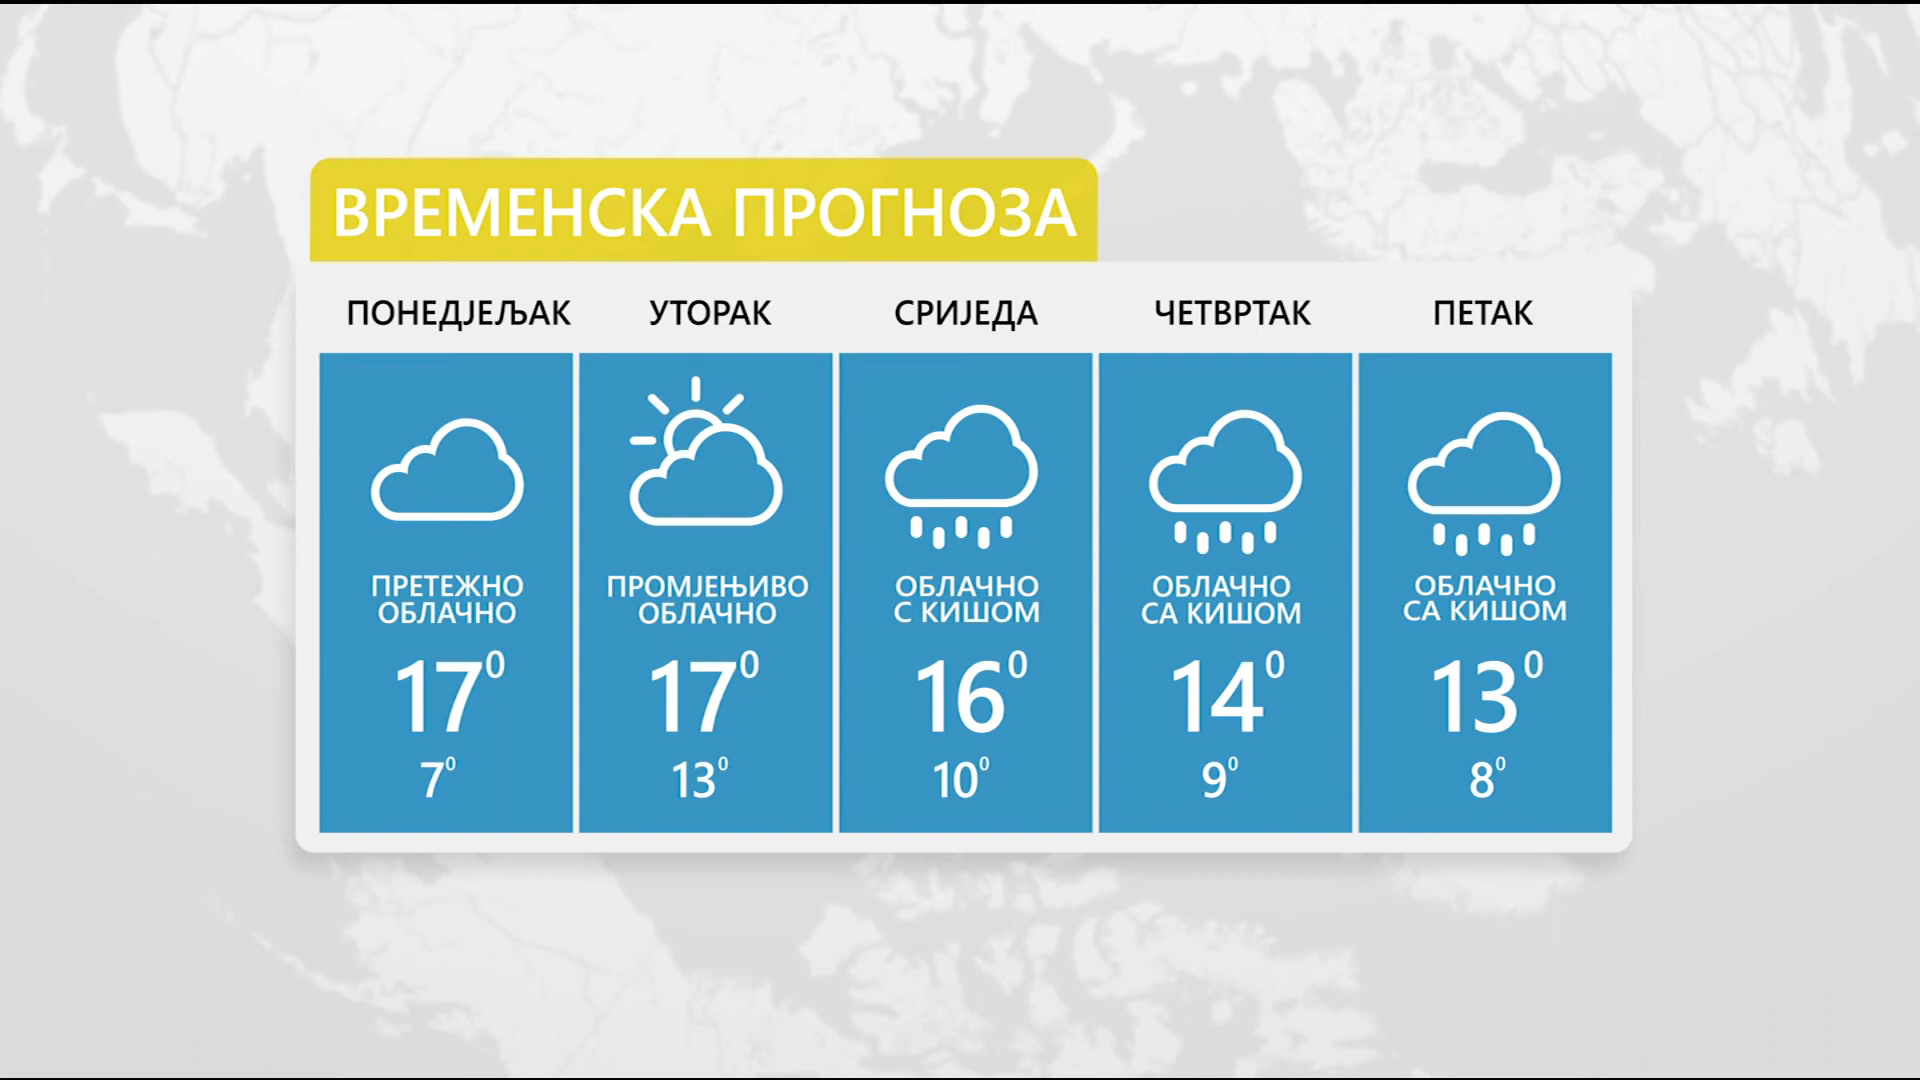 ВРЕМЕНСКА ПРОГНОЗА
ПОНЕДЈЕЉАК
ПРЕТЕЖНО
ОБЛАЧНО
17⁰
7⁰
УТОРАК
ПРОМЈЕЊИВО
ОБЛАЧНО
17⁰
13⁰
СРИЈЕДА
ОБЛАЧНО
С КИШОМ
16⁰
10⁰
ЧЕТВРТАК
ОБЛАЧНО
СА КИШОМ
14⁰
9⁰
ПЕТАК
ОБЛАЧНО
СА КИШОМ
13⁰
8⁰